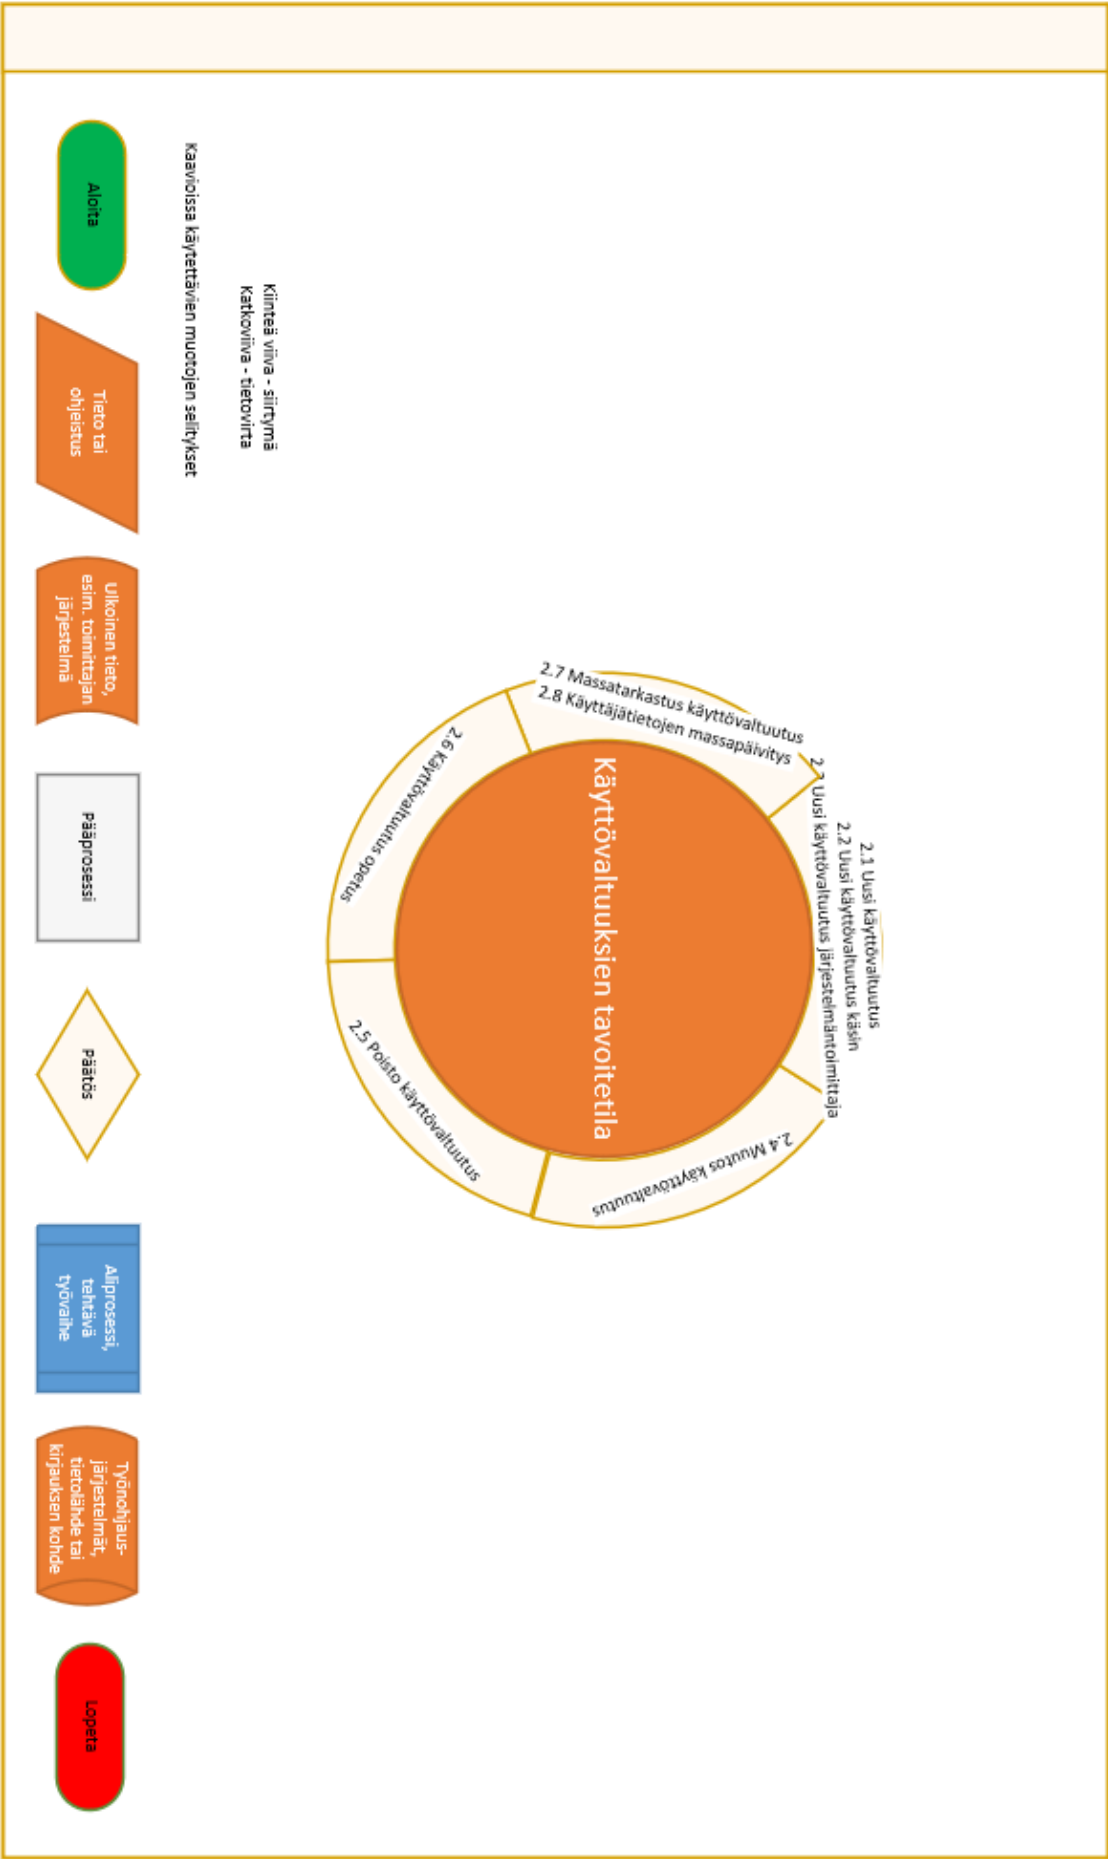 2.1 Uusi käyttövaltuutus
2.2 Uusi käyttövaltuutus käsin
2.3 Uusi käyttövaltuutus järjestelmäntoimittaja
2.4 Muutos käyttövaltuutus
2.5 Poisto käyttövaltuutus
2.6 Käyttövaltuutus opetus
2.7 Massatarkastus käyttövaltuutus
2.8 Käyttäjätietojen massapäivitys
Käyttövaltuuksien tavoitetila
Kiinteä viiva - siirtymä
Katkoviiva - tietovirta
Kaavioissa käytettävien muotojen selitykset
Aloita
Tieto tai
ohjeistus
Ulkoinen tieto,
esim. toimittajan
järjestelmä
Pääprosessi
Päätös
Aliprosessi,
tehtävä
työvaihe
Työnohjaus-
järjestelmät,
tietolähde tai
kirjauksen kohde
Lopeta